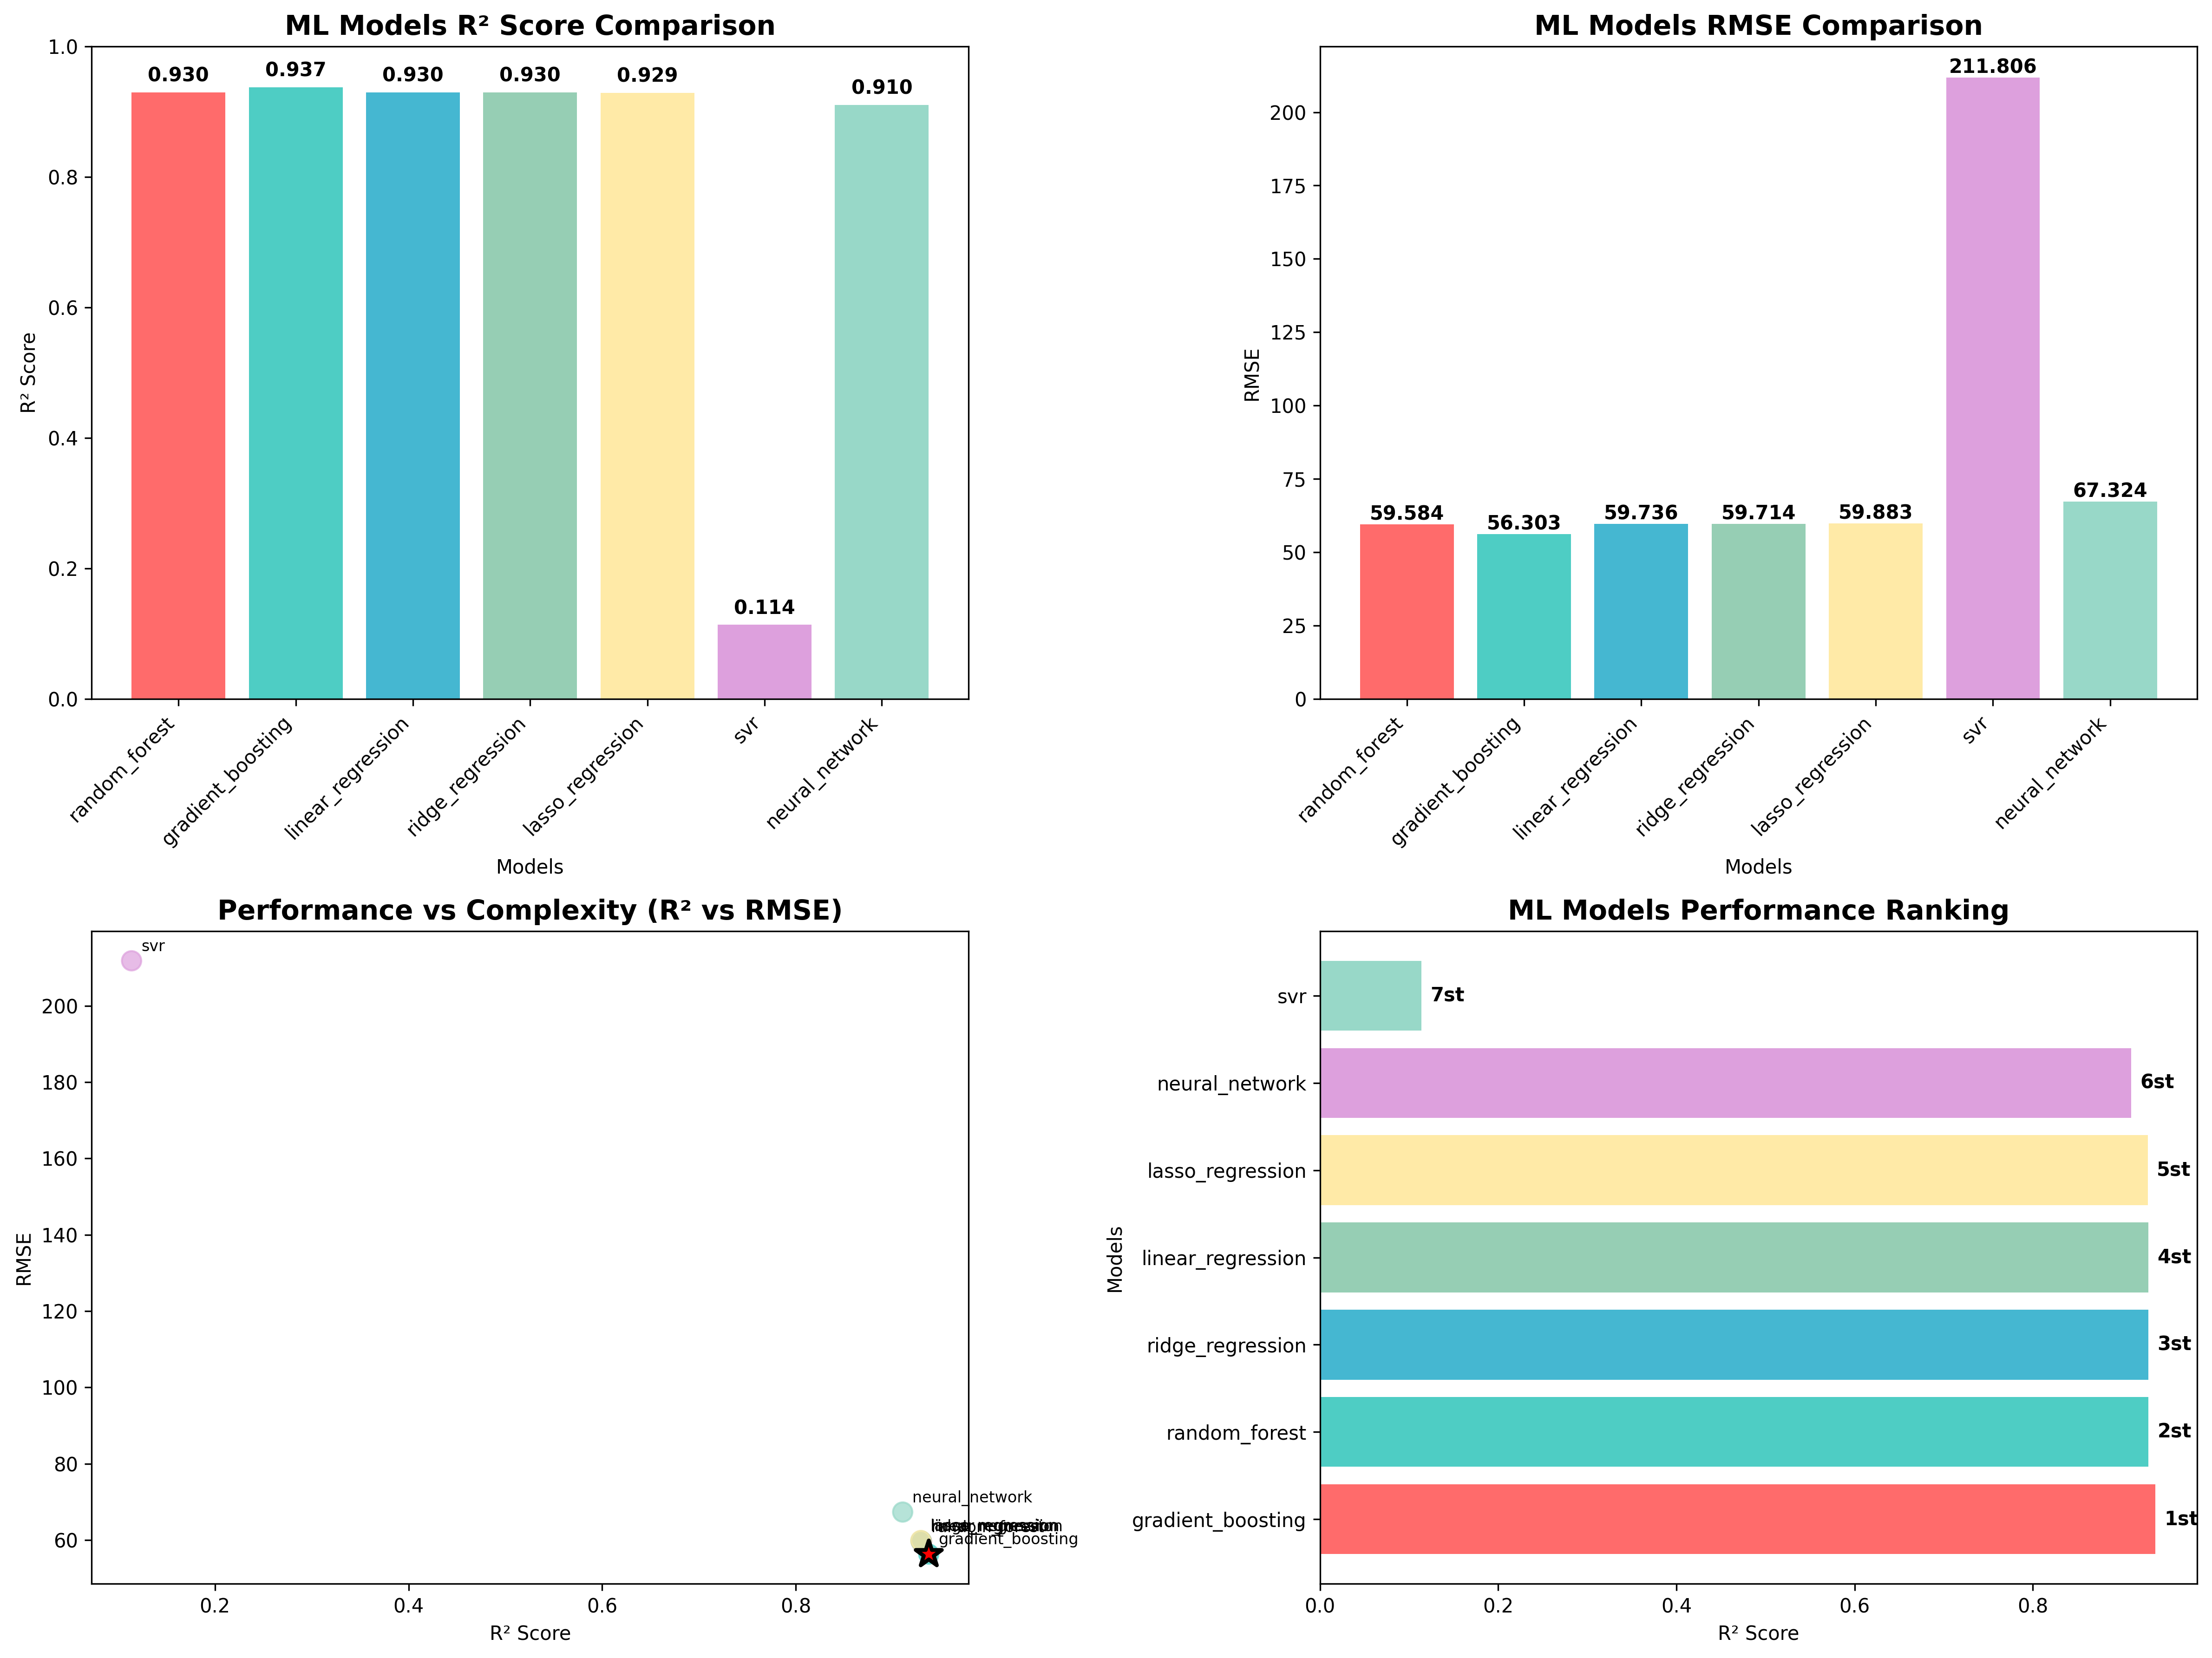 ML Models R² Score Comparison
R² Score
1.0
0.8
0.6
0.4
0.2
0.0
0.930
0.937
0.930
0.930
0.929
0.114
0.910
random_forest
gradient_boosting
linear_regression
ridge_regression
lasso_regression
svr
neural_network
Models
ML Models RMSE Comparison
RMSE
200
175
150
125
100
75
50
25
0
59.584
56.303
59.736
59.714
59.883
211.806
67.324
random_forest
gradient_boosting
linear_regression
ridge_regression
lasso_regression
svr
neural_network
Models
Performance vs Complexity (R² vs RMSE)
RMSE
200
180
160
140
120
100
80
60
svr
neural_network
gradient_boosting
0.2
0.4
0.6
0.8
R² Score
ML Models Performance Ranking
Models
svr
7st
neural_network
6st
lasso_regression
5st
linear_regression
4st
ridge_regression
3st
random_forest
2st
gradient_boosting
1st
0.0
0.2
0.4
0.6
0.8
R² Score